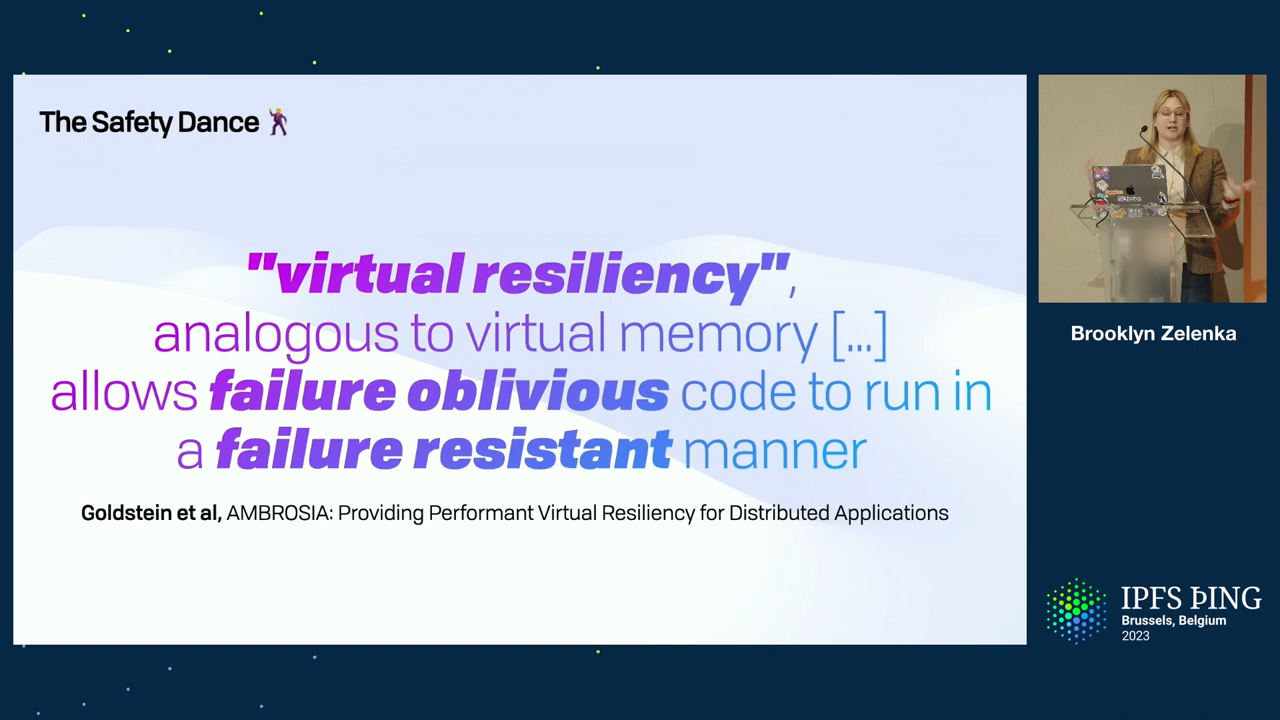 The Safety Dance 🕺
"virtual resiliency",
analogous to virtual memory [...]
allows failure oblivious code to run in
a failure resistant manner
Goldstein et al, AMBROSIA: Providing Performant Virtual Resiliency for Distributed Applications
Brooklyn Zelenka
IPFS ÞING
Brussels, Belgium
2023